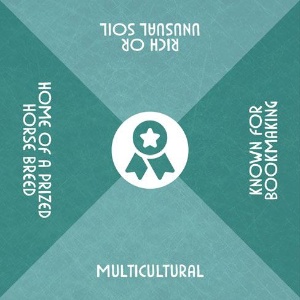 RICH OR
UNUSUAL SOIL
HOME OF A PRIZED
HORSE BREED
KNOWN FOR
BOOKMAKING
MULTICULTURAL